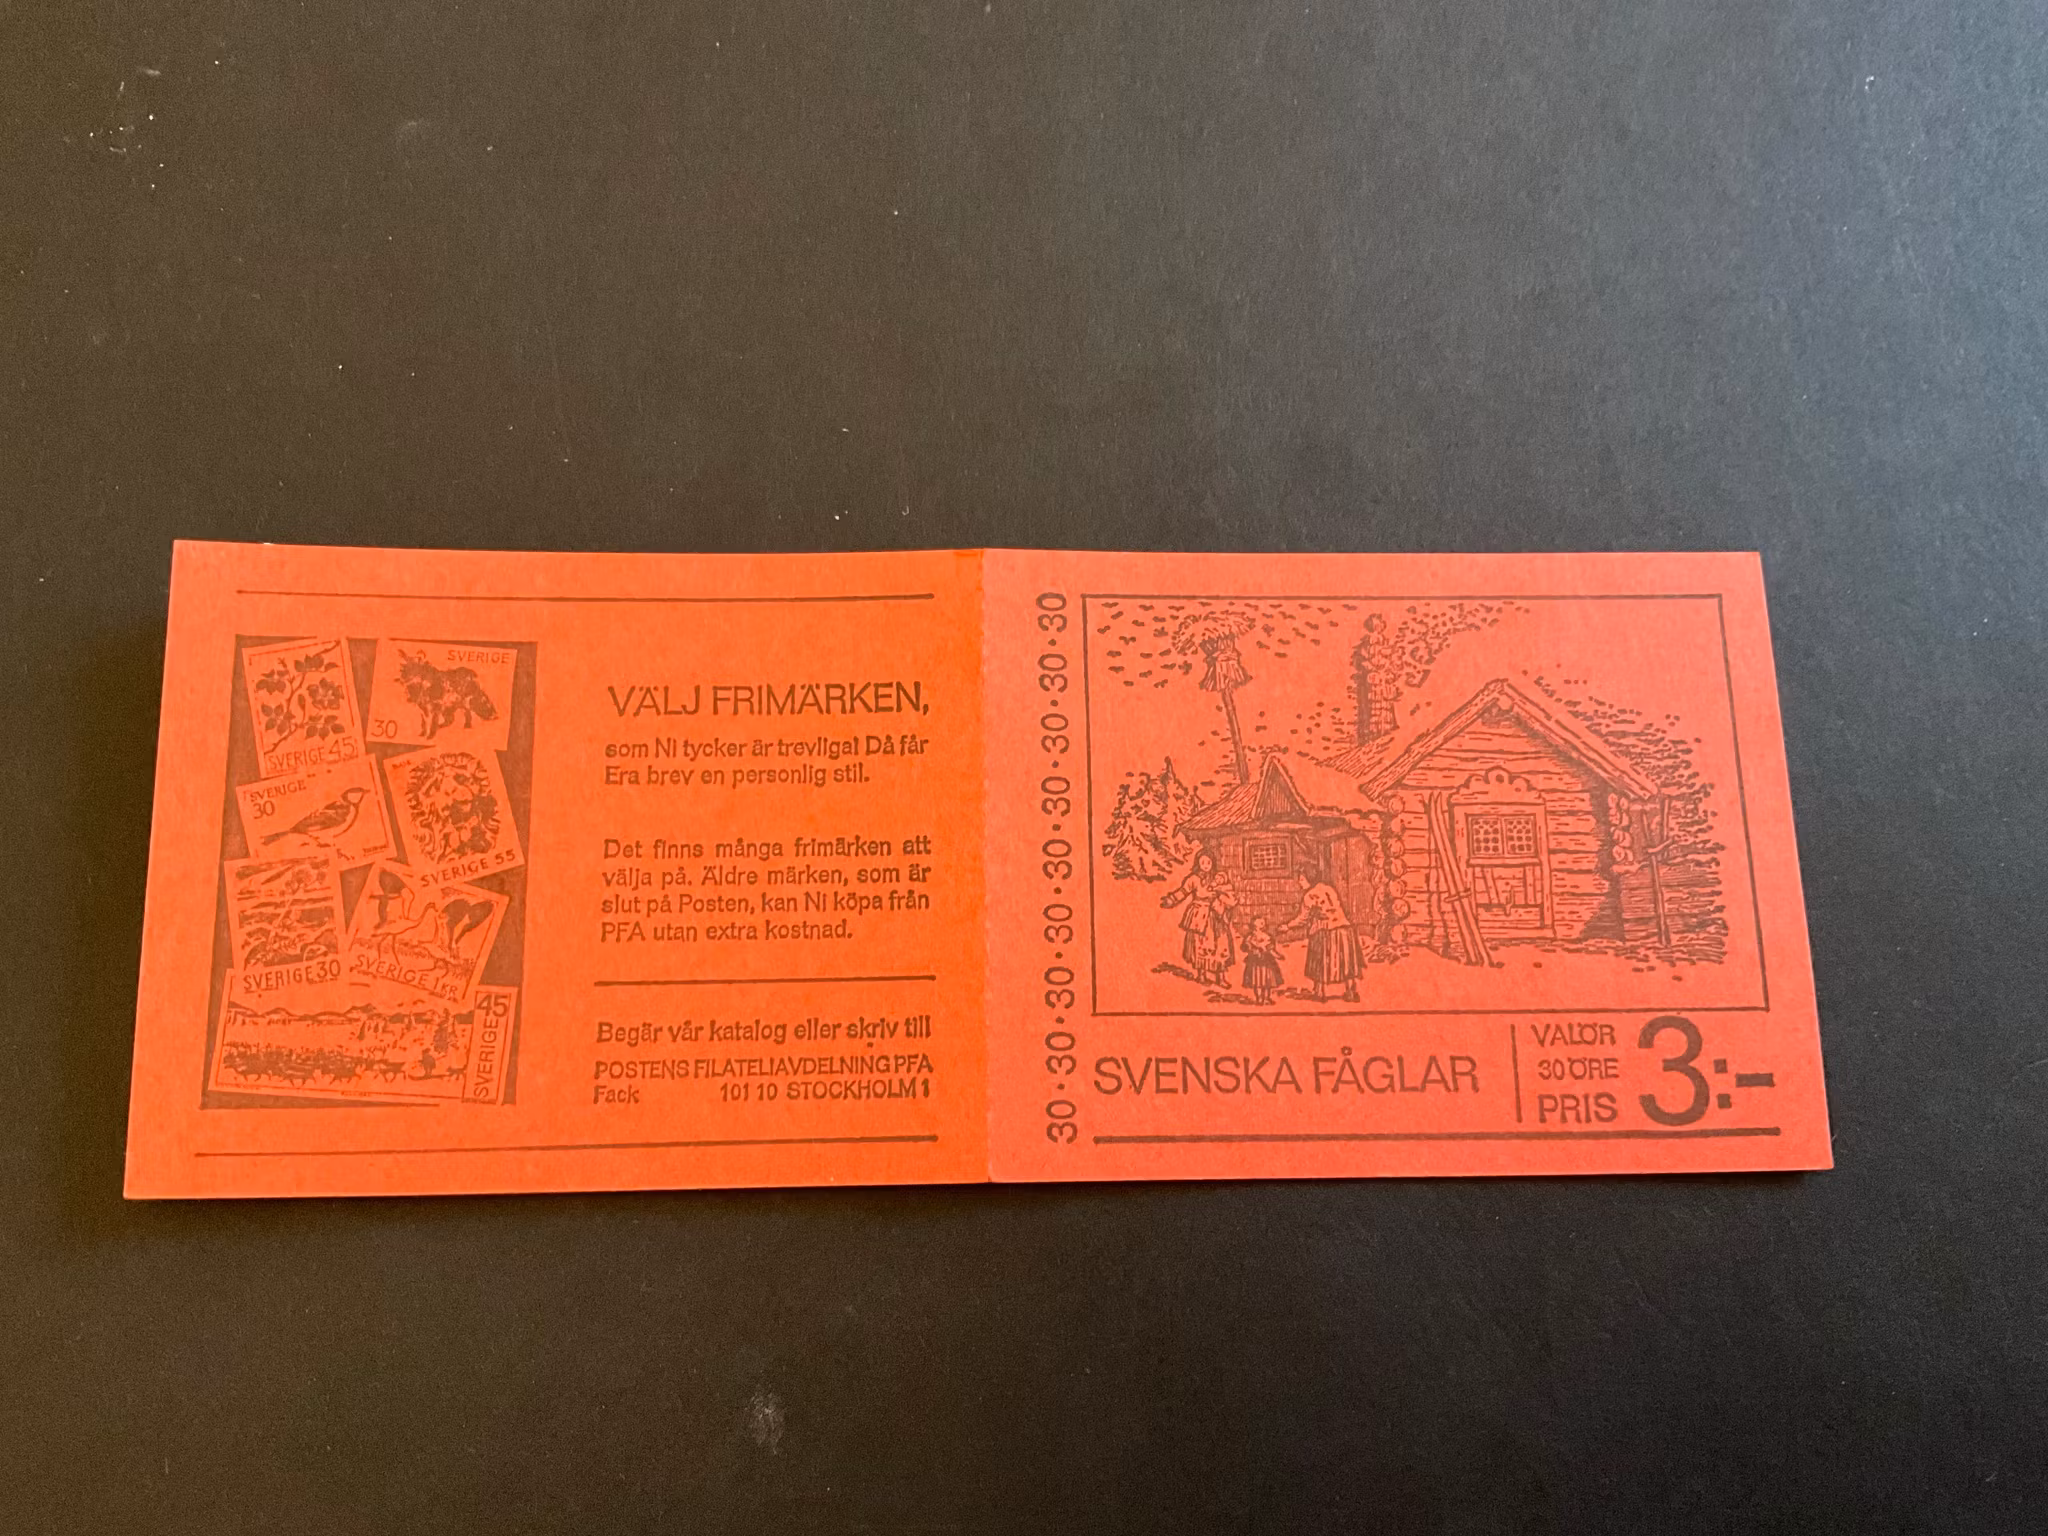 SVERIGE 45
SVERIGE
30
SVERIGE
30
SVERIGE 55
SVERIGE 30
SVERIGE 1 KR
45
SVERIGE
VÄLJ FRIMÄRKEN,
som Ni tycker är trevliga! Då får
Era brev en personlig stil.
Det finns många frimärken att
välja på. Äldre märken, som är
slut på Posten, kan Ni köpa från
PFA utan extra kostnad.
Begär vår katalog eller skriv till
POSTENS FILATELIAVDELNING PFA
Fack 101 10 STOCKHOLM 1
30·30·30·30·30·30·30·30·30·30
SVENSKA FÅGLAR
VALÖR
30 ÖRE
PRIS
3:-